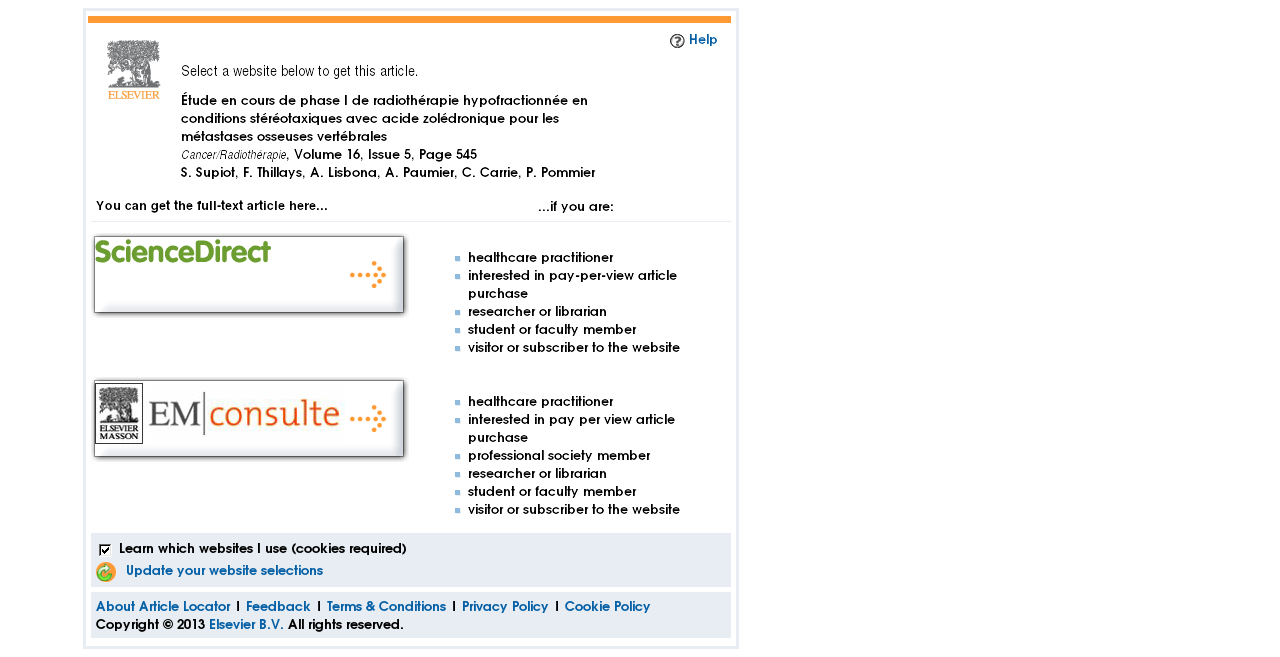 Help
ELSEVIER
Select a website below to get this article.
Étude en cours de phase I de radiothérapie hypofractionnée en
conditions stéréotaxiques avec acide zolédronique pour les
métastases osseuses vertébrales
Cancer/Radiothérapie, Volume 16, Issue 5, Page 545
S. Supiot, F. Thillays, A. Lisbona, A. Paumier, C. Carrie, P. Pommier
You can get the full-text article here... ...if you are:
ScienceDirect
healthcare practitioner
interested in pay-per-view article
purchase
researcher or librarian
student or faculty member
visitor or subscriber to the website
ELSEVIER
MASSON
EM consulte
healthcare practitioner
interested in pay per view article
purchase
professional society member
researcher or librarian
student or faculty member
visitor or subscriber to the website
Learn which websites I use (cookies required)
Update your website selections
About Article Locator | Feedback | Terms & Conditions | Privacy Policy | Cookie Policy
Copyright © 2013 Elsevier B.V. All rights reserved.